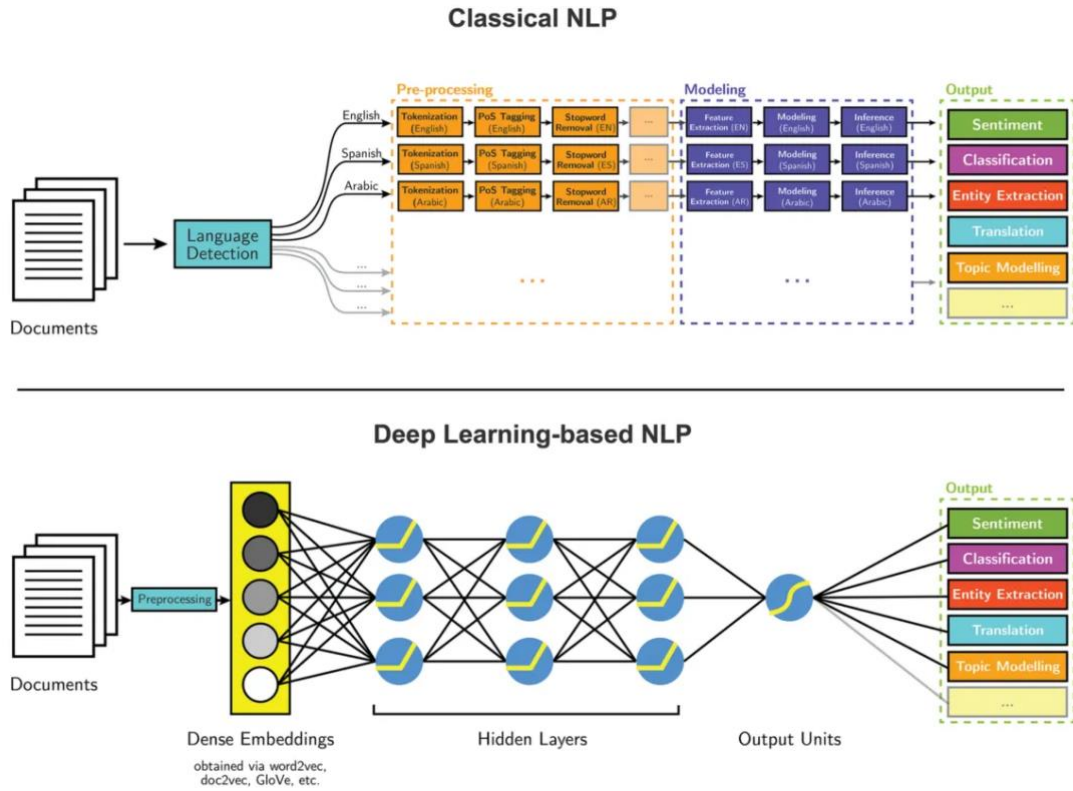 Classical NLP
Pre-processing
Modeling
Output
English
Tokenization
(English)
PoS Tagging
(English)
Stopword
Removal (EN)
...
Feature
Extraction (EN)
Modeling
(English)
Inference
(English)
Sentiment
Spanish
Tokenization
(Spanish)
PoS Tagging
(Spanish)
Stopword
Removal (ES)
...
Feature
Extraction (ES)
Modeling
(Spanish)
Inference
(Spanish)
Classification
Arabic
Tokenization
(Arabic)
PoS Tagging
(Arabic)
Stopword
Removal (AR)
...
Feature
Extraction (AR)
Modeling
(Arabic)
Inference
(Arabic)
Entity Extraction
Language
Detection
Translation
...
...
...
...
...
Topic Modelling
...
Documents
Deep Learning-based NLP
Output
Sentiment
Classification
Preprocessing
Entity Extraction
Translation
Topic Modelling
...
Documents
Dense Embeddings
obtained via word2vec,
doc2vec, GloVe, etc.
Hidden Layers
Output Units